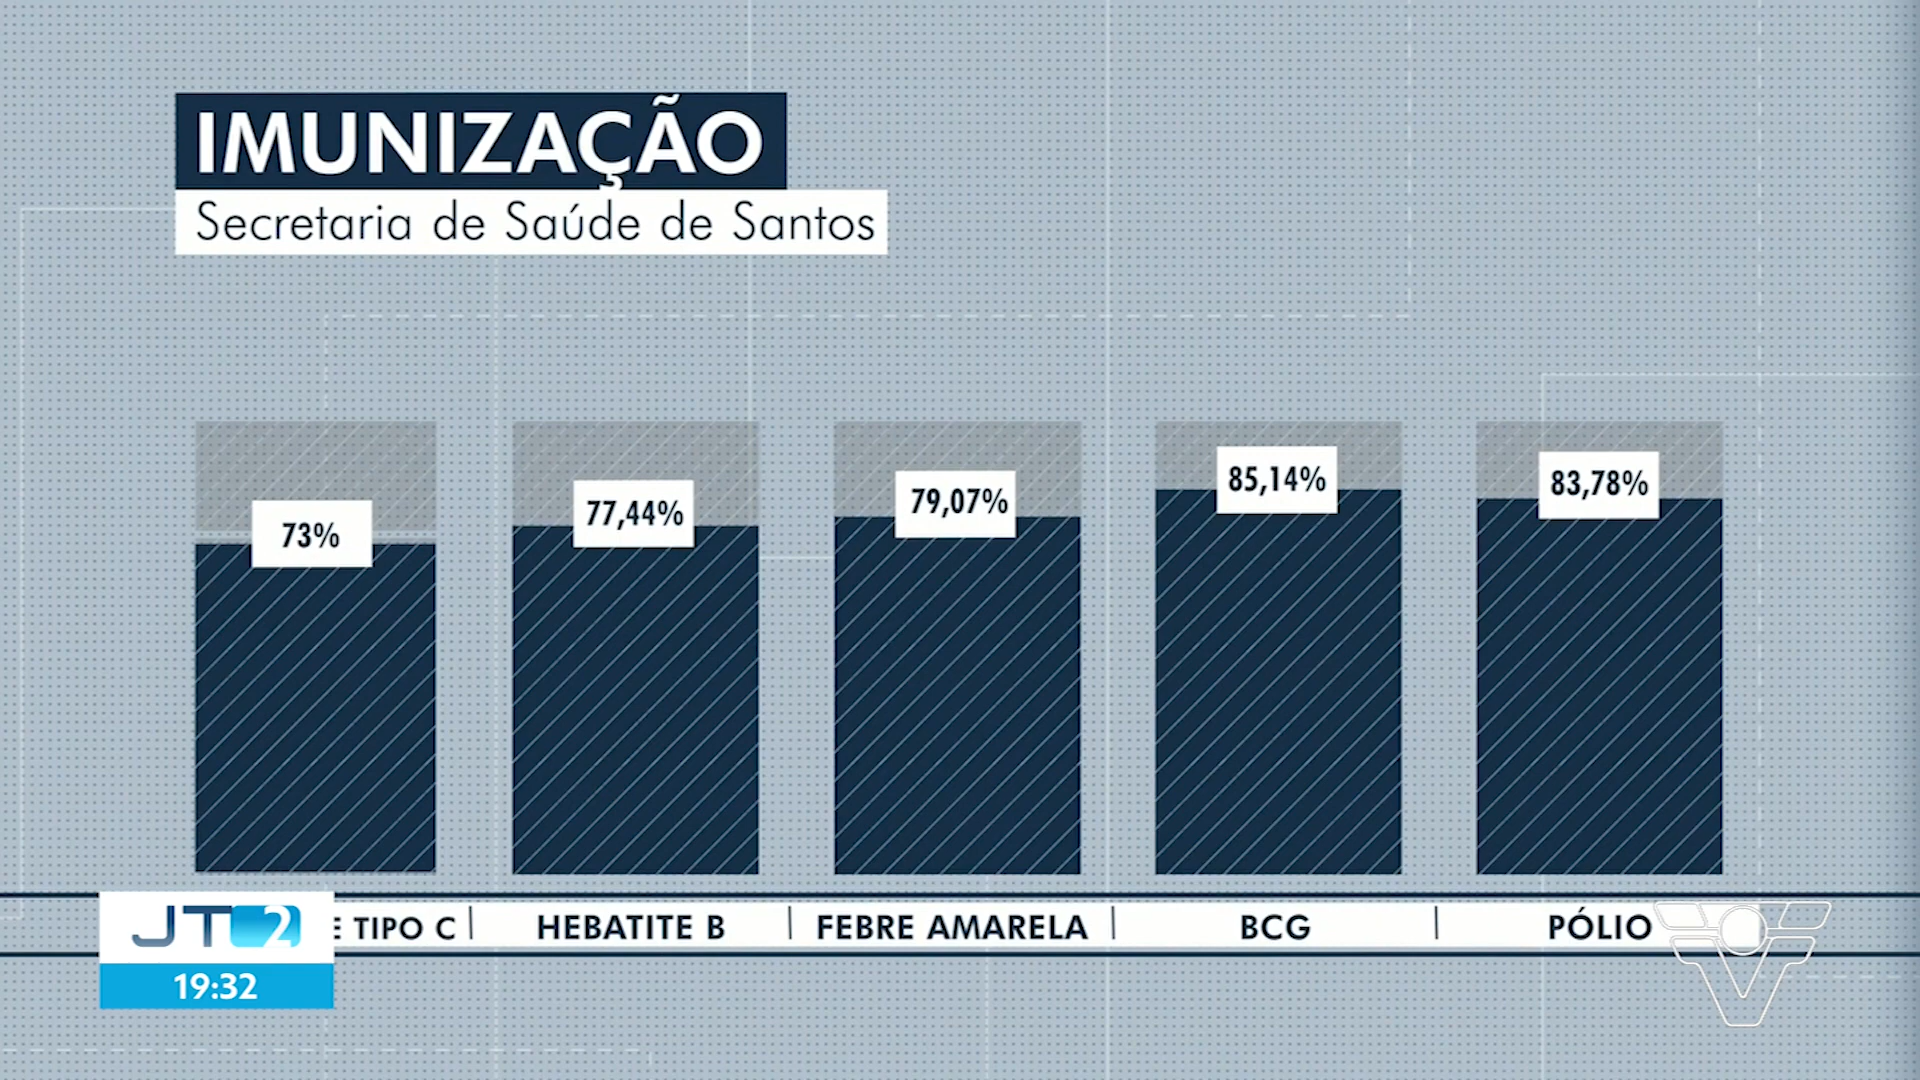 IMUNIZAÇÃO
Secretaria de Saúde de Santos
73%
77,44%
79,07%
85,14%
83,78%
TIPO C
HEBATITE B
FEBRE AMARELA
BCG
PÓLIO
JT2
19:32